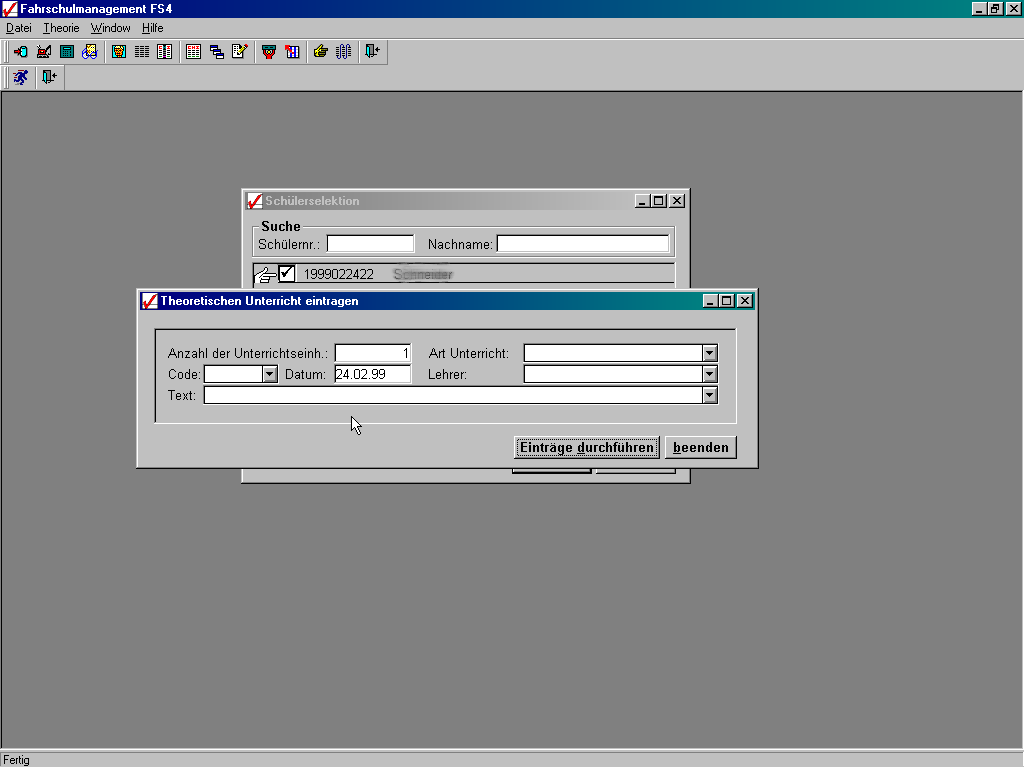 Fahrschulmanagement FS4
Datei Theorie Window Hilfe
Schülerselektion
Suche
Schülernr.: Nachname:
1999022422
Theoretischen Unterricht eintragen
Anzahl der Unterrichtseinh.: 1 Art Unterricht:
Code: Datum: 24.02.99 Lehrer:
Text:
Einträge durchführen beenden
Fertig